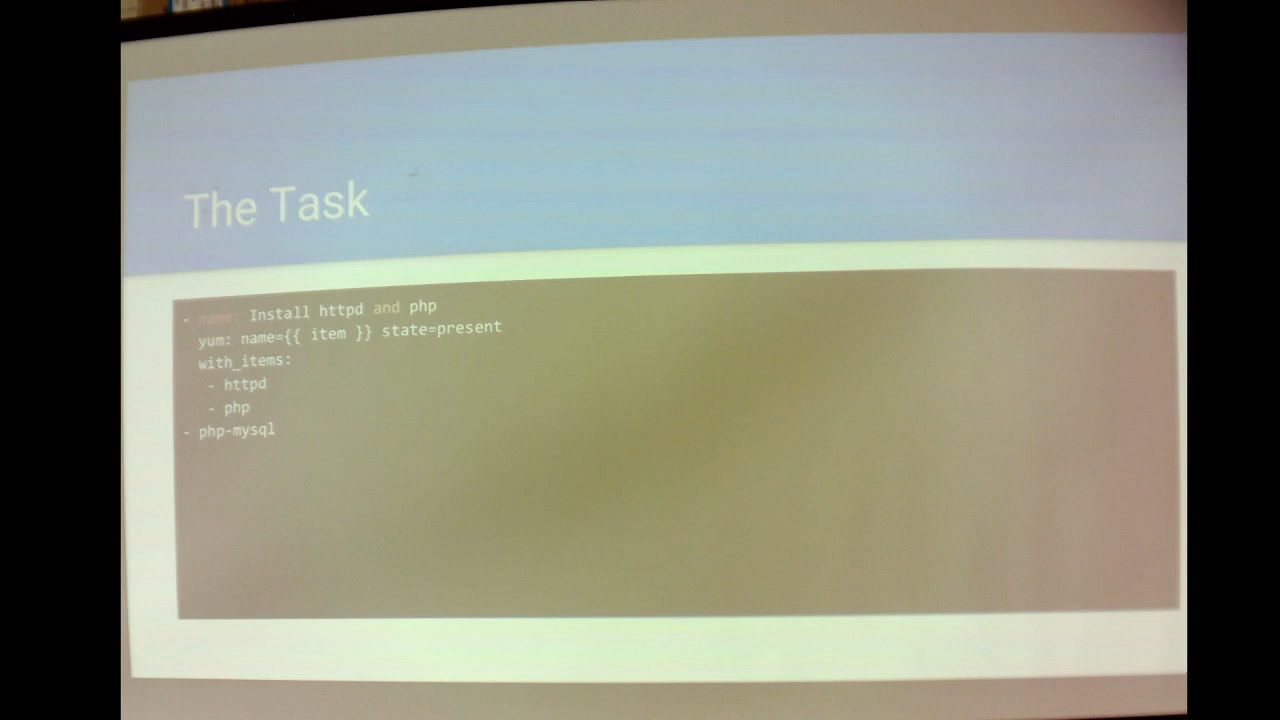 The Task
- name: Install httpd and php
  yum: name={{ item }} state=present
  with_items:
   - httpd
   - php
- php-mysql